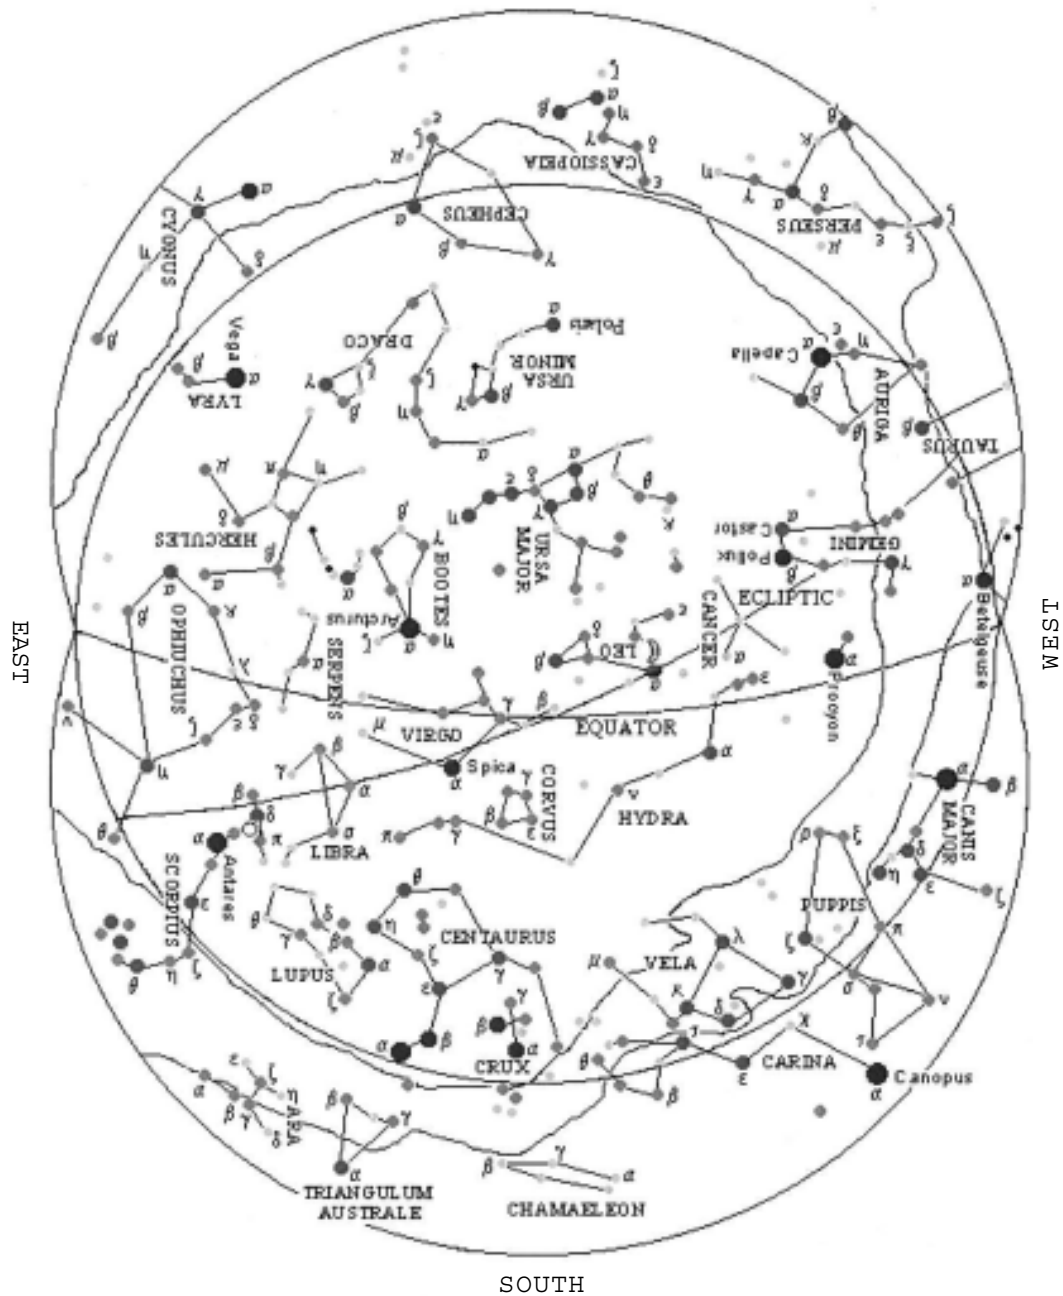 ζ
α
β
η
γ
δ
ε
CASSIOPEIA
β
κ
η
γ
α
δ
PERSEUS
ε
ξ
ζ
μ
ε
ζ
μ
α
CEPHEUS
β
γ
γ
α
CYGNUS
η
δ
β
Vega
β
α
LYRA
DRACO
γ
ζ
β
η
α
α
Polaris
URSA
MINOR
γ
β
Capella
ε
η
α
β
θ
AURIGA
β
TAURUS
μ
π
η
δ
HERCULES
β
α
β
γ
BOOTES
Arcturus
α
ζ
η
η
ε
δ
α
β
γ
URSA
MAJOR
θ
κ
Castor
α
Pollux
β
GEMINI
γ
ECLIPTIC
CANCER
α
α
Betelgeuse
WEST
EAST
α
β
OPHIUCHUS
κ
λ
ε
δ
ζ
ν
η
θ
SERPENS
α
ε
δ
β
LEO
α
α
Procyon
ε
EQUATOR
μ
VIRGO
γ
β
Spica
α
α
ν
HYDRA
CORVUS
γ
β
ε
π
γ
β
γ
α
σ
LIBRA
β
δ
π
α
Antares
SCORPIUS
ε
ζ
η
θ
α
β
CANIS
MAJOR
δ
η
ε
ζ
ρ
ξ
PUPPIS
ζ
π
σ
ν
τ
θ
δ
γ
β
α
LUPUS
ζ
θ
η
CENTAURUS
ζ
γ
ε
α
β
γ
β
α
CRUX
μ
VELA
λ
γ
κ
δ
ι
χ
θ
ε
CARINA
β
Canopus
α
α
ε
ζ
η
β
γ
δ
ARA
β
γ
α
TRIANGULUM
AUSTRALE
β
γ
α
CHAMAELEON
SOUTH